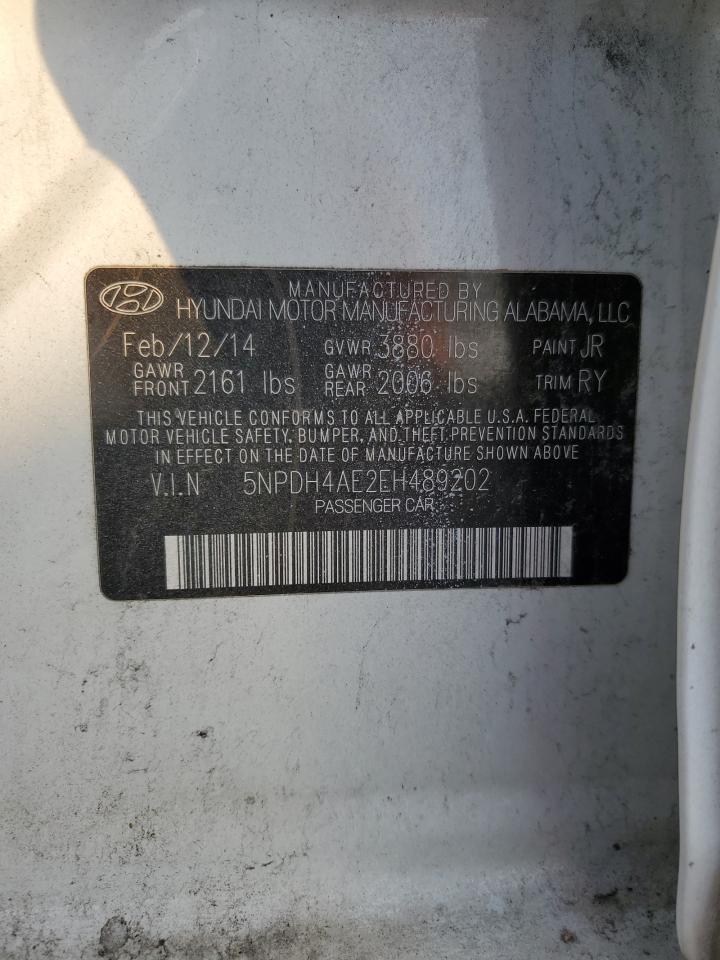 MANUFACTURED BY
HYUNDAI MOTOR MANUFACTURING ALABAMA, LLC
Feb/12/14 GVWR 3880 lbs PAINT JR
GAWR FRONT 2161 lbs GAWR REAR 2006 lbs TRIM RY
THIS VEHICLE CONFORMS TO ALL APPLICABLE U.S.A. FEDERAL
MOTOR VEHICLE SAFETY, BUMPER, AND THEFT PREVENTION STANDARDS
IN EFFECT ON THE DATE OF MANUFACTURE SHOWN ABOVE
V.I.N 5NPDH4AE2EH489202
PASSENGER CAR